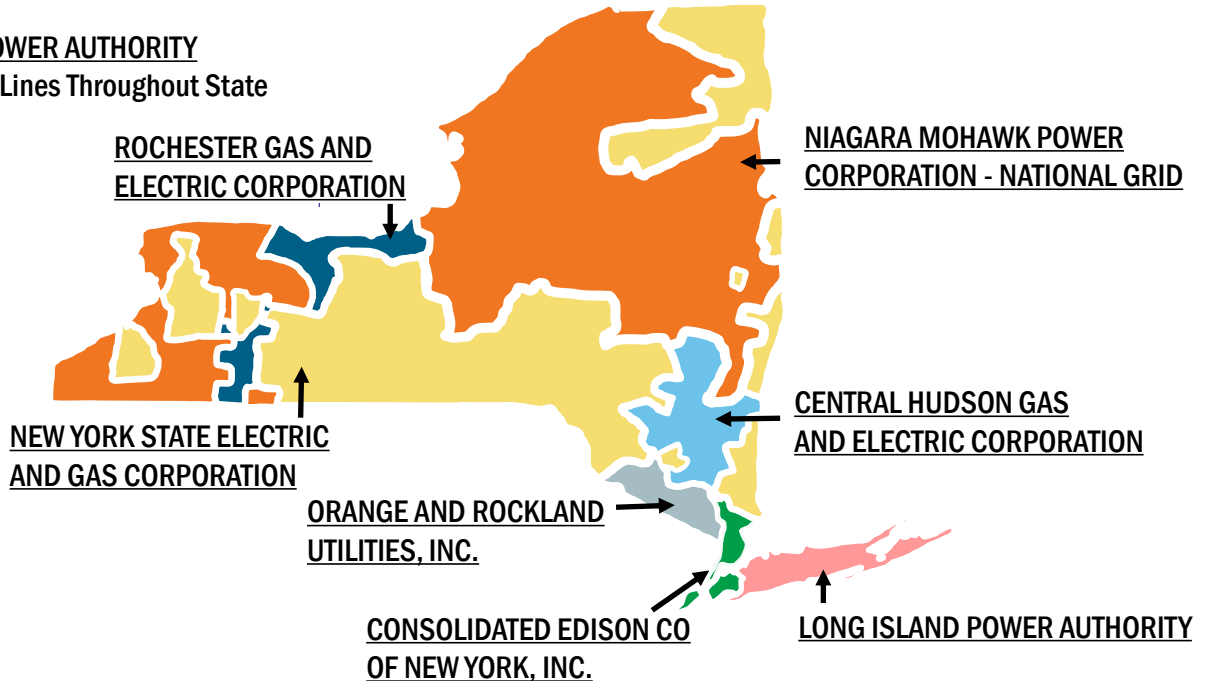 OWER AUTHORITY
Lines Throughout State
ROCHESTER GAS AND
ELECTRIC CORPORATION
NIAGARA MOHAWK POWER
CORPORATION - NATIONAL GRID
CENTRAL HUDSON GAS
AND ELECTRIC CORPORATION
NEW YORK STATE ELECTRIC
AND GAS CORPORATION
ORANGE AND ROCKLAND
UTILITIES, INC.
CONSOLIDATED EDISON CO
OF NEW YORK, INC.
LONG ISLAND POWER AUTHORITY